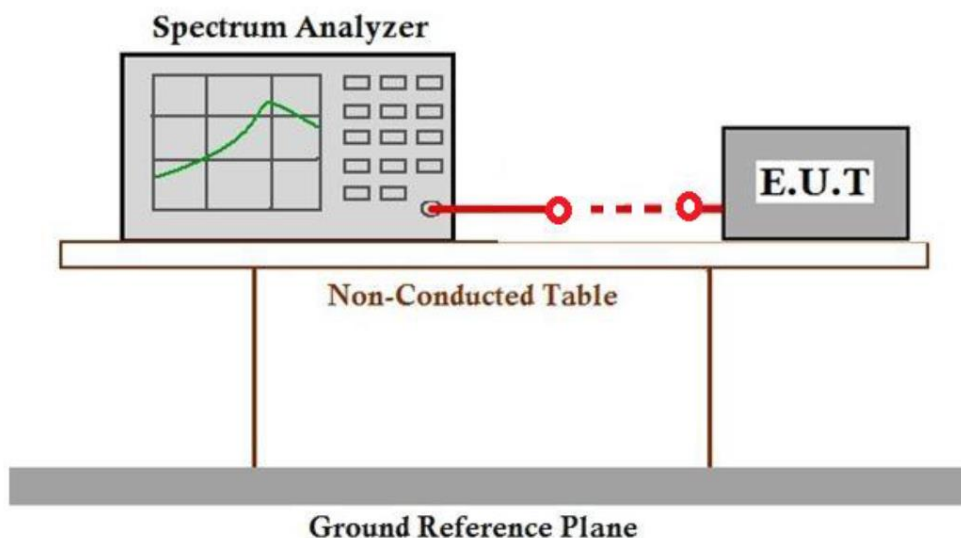 Spectrum Analyzer
E.U.T
Non-Conducted Table
Ground Reference Plane